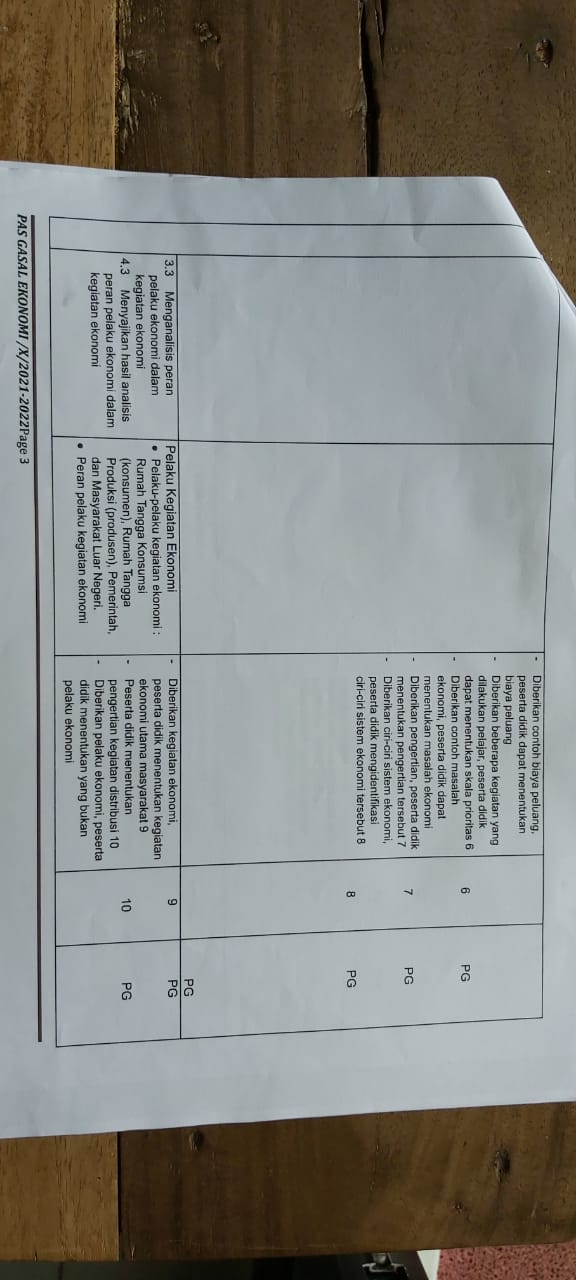 - Diberikan contoh biaya peluang,
peserta didik dapat menentukan
biaya peluang
- Diberikan beberapa kegiatan yang
dilakukan pelajar, peserta didik
dapat menentukan skala prioritas 6
- Diberikan contoh masalah
ekonomi, peserta didik dapat
menentukan masalah ekonomi
- Diberikan pengertian, peserta didik
menentukan pengertian tersebut 7
- Diberikan ciri-ciri sistem ekonomi,
peserta didik mengidentifikasi
ciri-ciri sistem ekonomi tersebut 8
6
7
8
PG
PG
PG
PG
3.3 Menganalisis peran
pelaku ekonomi dalam
kegiatan ekonomi
4.3 Menyajikan hasil analisis
peran pelaku ekonomi dalam
kegiatan ekonomi
Pelaku Kegiatan Ekonomi
• Pelaku-pelaku kegiatan ekonomi :
Rumah Tangga Konsumsi
(konsumen), Rumah Tangga
Produksi (produsen), Pemerintah,
dan Masyarakat Luar Negeri.
• Peran pelaku kegiatan ekonomi
- Diberikan kegiatan ekonomi,
peserta didik menentukan kegiatan
ekonomi utama masyarakat 9
- Peserta didik menentukan
pengertian kegiatan distribusi 10
- Diberikan pelaku ekonomi, peserta
didik menentukan yang bukan
pelaku ekonomi
9
10
PG
PG
PAS GASAL EKONOMI /X/2021-2022Page 3